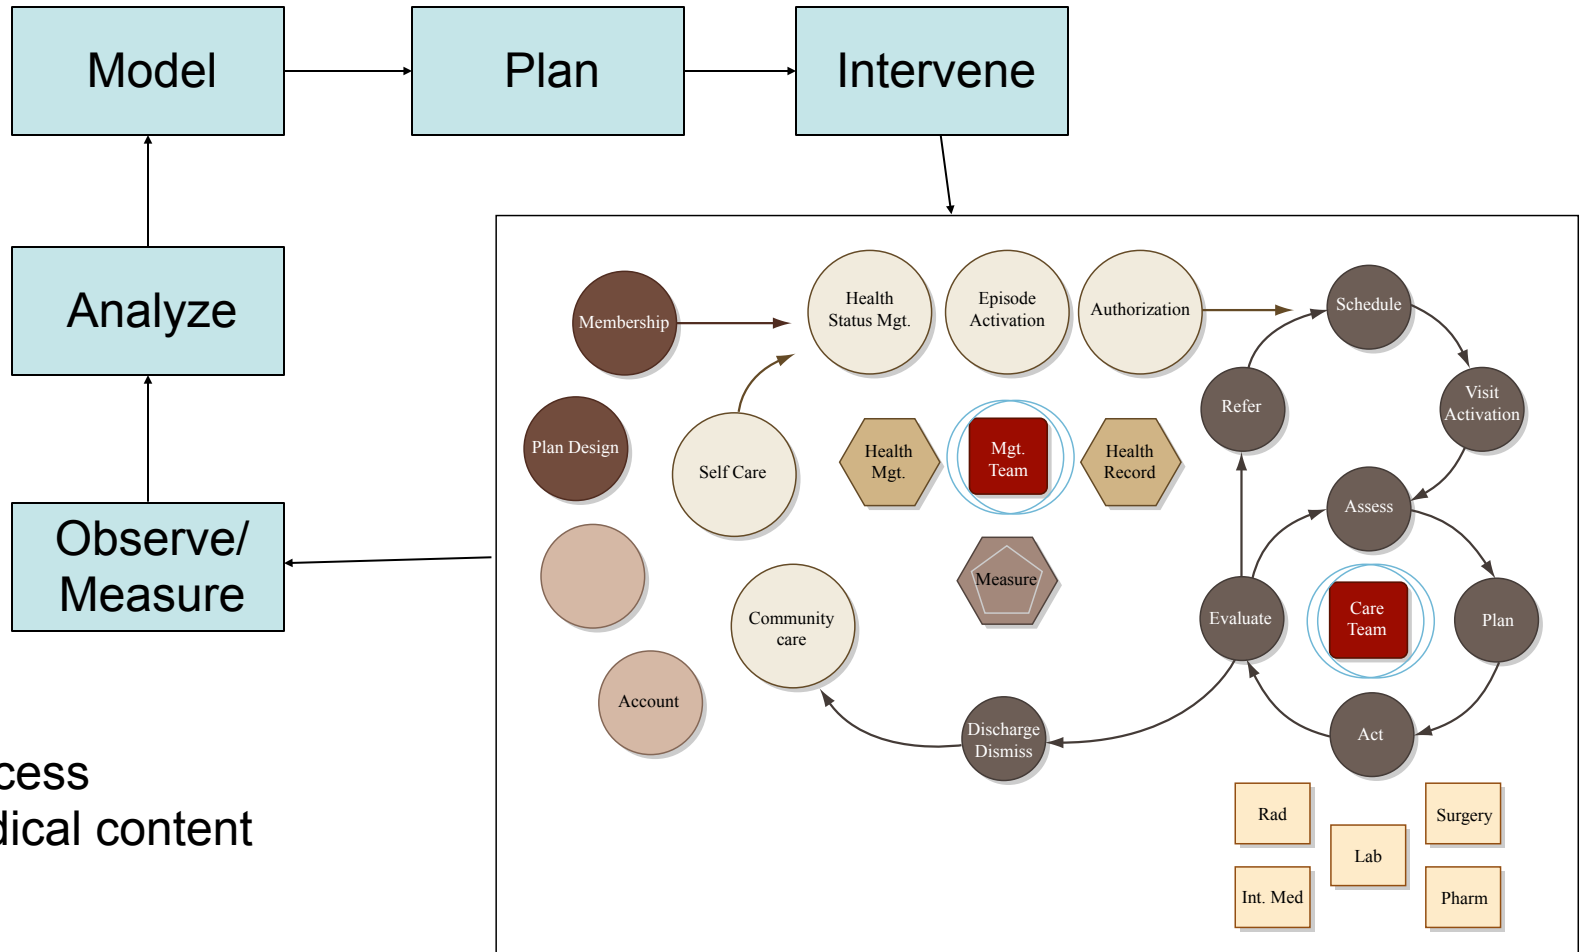 Model
Plan
Intervene
Analyze
Observe/
Measure
Membership
Health
Status Mgt.
Episode
Activation
Authorization
Schedule
Refer
Visit
Activation
Plan Design
Self Care
Health
Mgt.
Mgt.
Team
Health
Record
Assess
Measure
Community
care
Evaluate
Care
Team
Plan
Account
Discharge
Dismiss
Act
cess
dical content
Rad
Surgery
Lab
Int. Med
Pharm